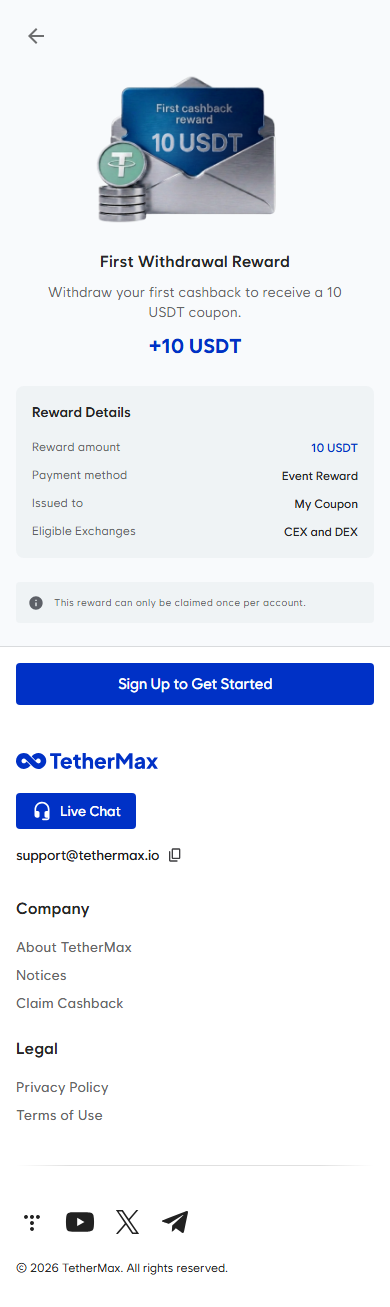 First cashback
reward
10 USDT
First Withdrawal Reward
Withdraw your first cashback to receive a 10
USDT coupon.
+10 USDT
Reward Details
Reward amount 10 USDT
Payment method Event Reward
Issued to My Coupon
Eligible Exchanges CEX and DEX
This reward can only be claimed once per account.
Sign Up to Get Started
TetherMax
Live Chat
support@tethermax.io
Company
About TetherMax
Notices
Claim Cashback
Legal
Privacy Policy
Terms of Use
© 2026 TetherMax. All rights reserved.